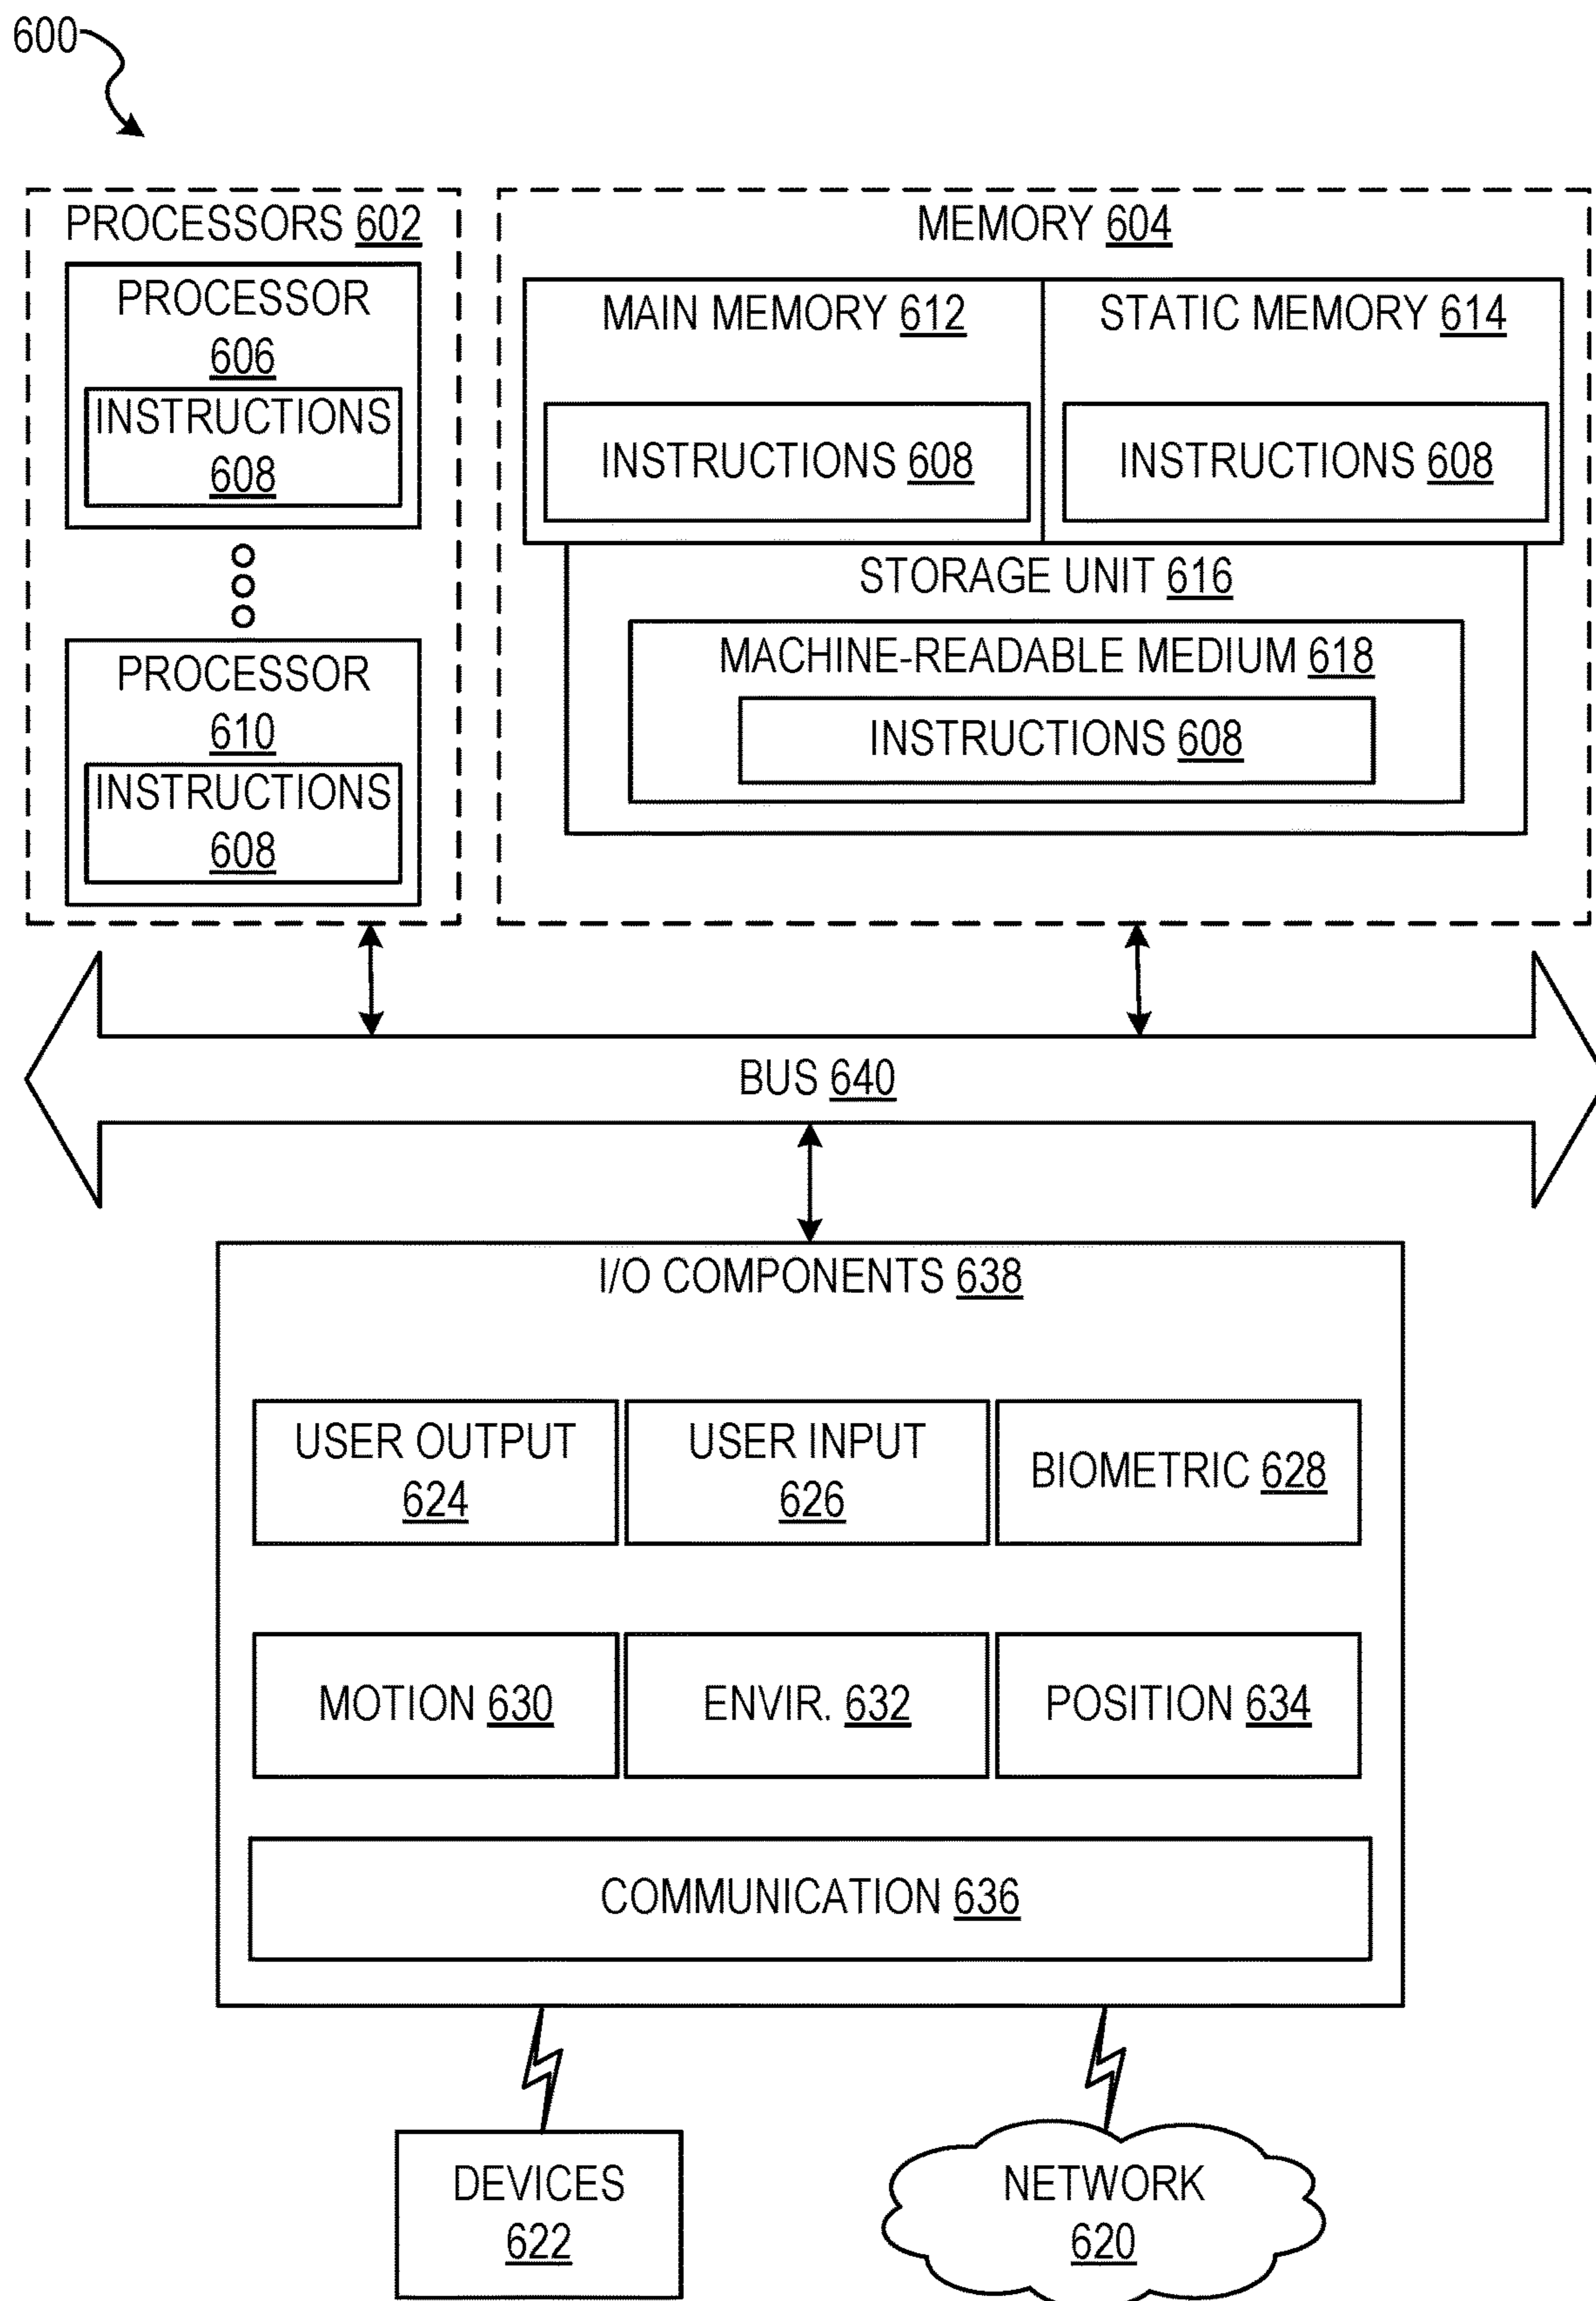 600
PROCESSORS 602
PROCESSOR
606
INSTRUCTIONS
608
PROCESSOR
610
INSTRUCTIONS
608
MEMORY 604
MAIN MEMORY 612
INSTRUCTIONS 608
STATIC MEMORY 614
INSTRUCTIONS 608
STORAGE UNIT 616
MACHINE-READABLE MEDIUM 618
INSTRUCTIONS 608
BUS 640
I/O COMPONENTS 638
USER OUTPUT
624
USER INPUT
626
BIOMETRIC 628
MOTION 630
ENVIR. 632
POSITION 634
COMMUNICATION 636
DEVICES
622
NETWORK
620